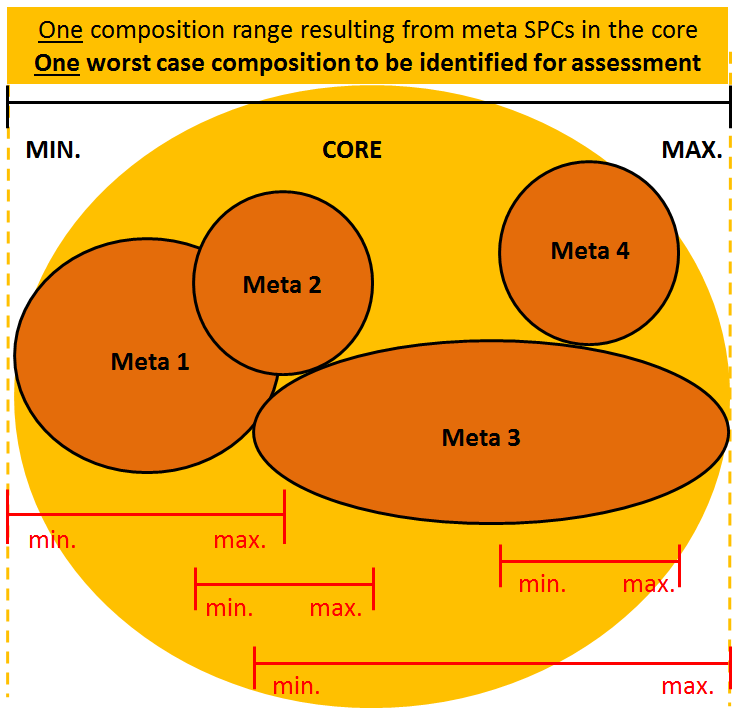 One composition range resulting from meta SPCs in the core
One worst case composition to be identified for assessment
MIN.
CORE
MAX.
Meta 4
Meta 2
Meta 1
Meta 3
min.
max.
min.
max.
min.
max.
min.
max.